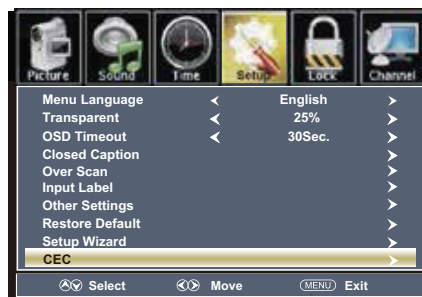 Picture Sound Time Setup Lock Channel
Menu Language English
Transparent 25%
OSD Timeout 30Sec.
Closed Caption
Over Scan
Input Label
Other Settings
Restore Default
Setup Wizard
CEC
Select Move MENU Exit